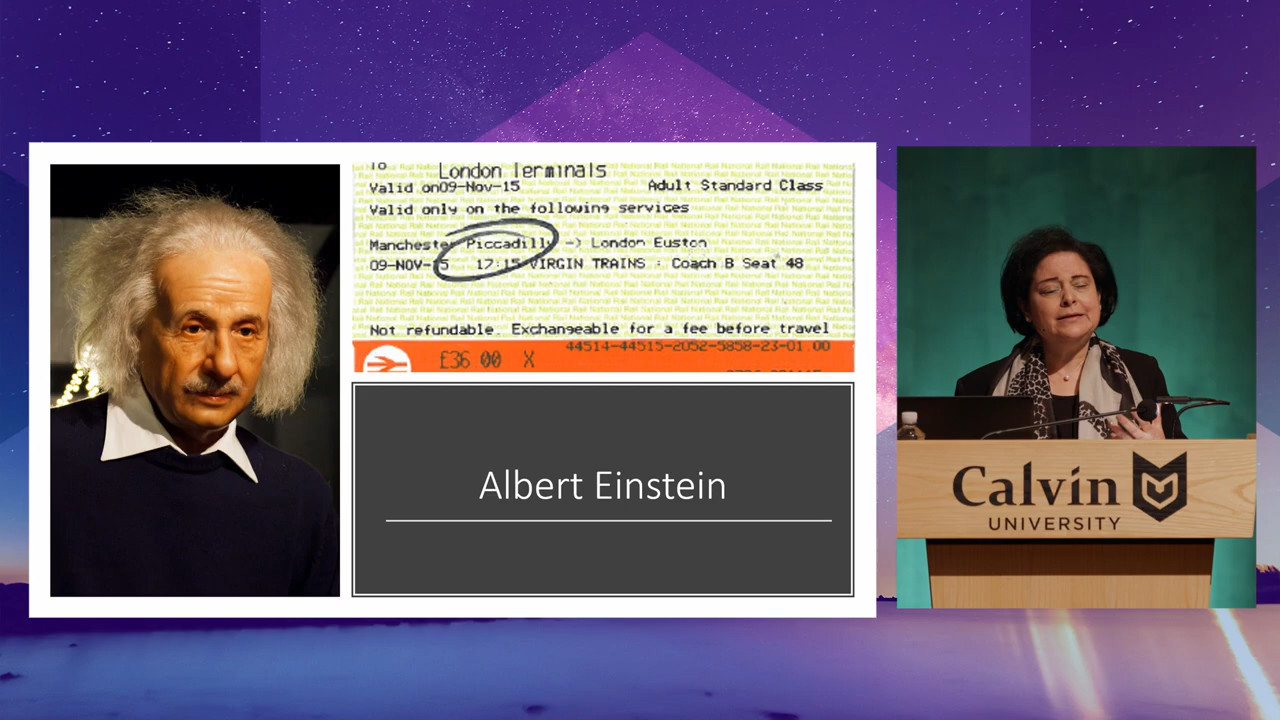 To
London Terminals
Valid on09-Nov-15 Adult Standard Class
Valid only on the following services
Manchester Piccadilly -> London Euston
09-NOV-15 17:15 VIRGIN TRAINS : Coach B Seat 48
Not refundable. Exchangeable for a fee before travel
44514-44515-2052-5858-23-01.00
£36 00 X
Albert Einstein
Calvin
UNIVERSITY